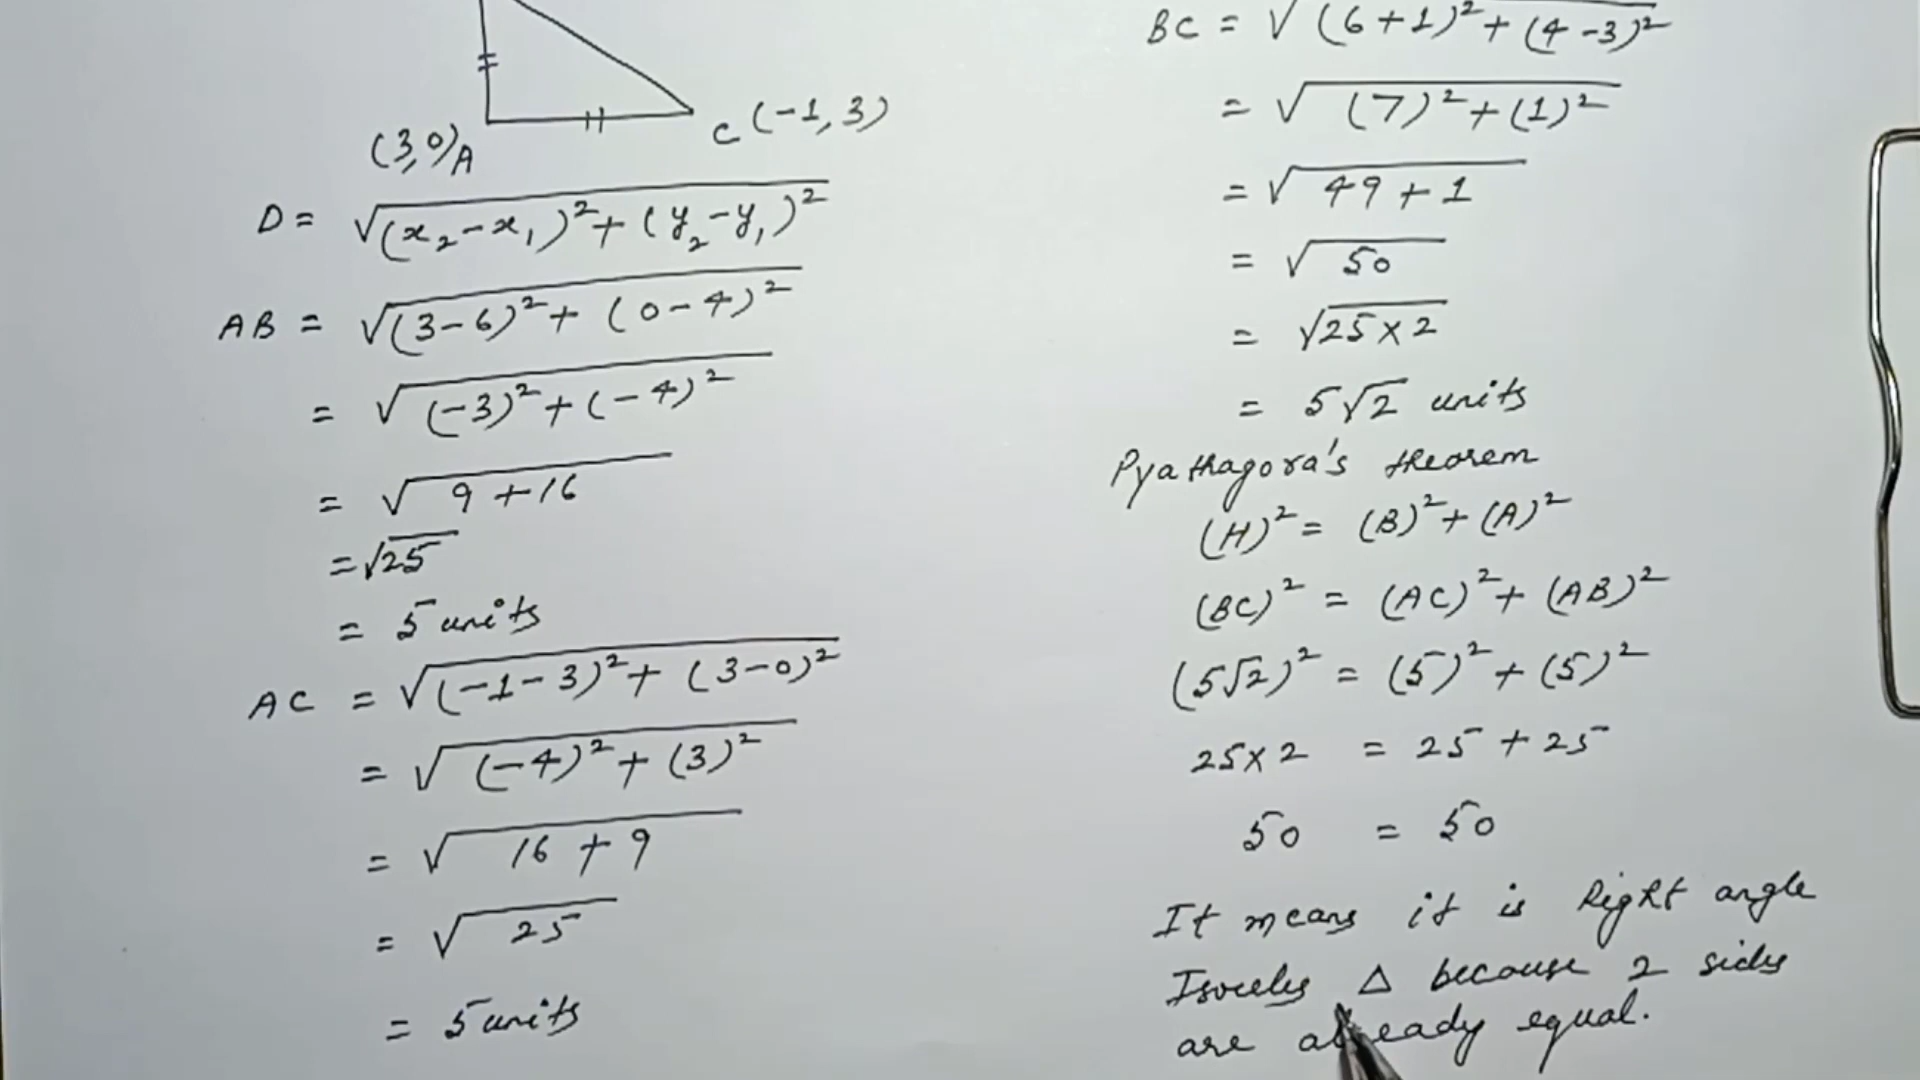 C (-1, 3)
(3,0) A
D = √(x₂-x₁)²+(y₂-y₁)²
AB = √(3-6)²+(0-4)²
= √(-3)²+(-4)²
= √9+16
= √25
= 5 units
AC = √(-1-3)²+(3-0)²
= √(-4)²+(3)²
= √16+9
= √25
= 5 units
BC = √(6+1)²+(4-3)²
= √(7)²+(1)²
= √49+1
= √50
= √25×2
= 5√2 units
Pyathagora's theorem
(H)² = (B)²+(A)²
(BC)² = (AC)²+(AB)²
(5√2)² = (5)²+(5)²
25×2 = 25+25
50 = 50
It means it is Right angle
Isoceles △ because 2 sides
are already equal.